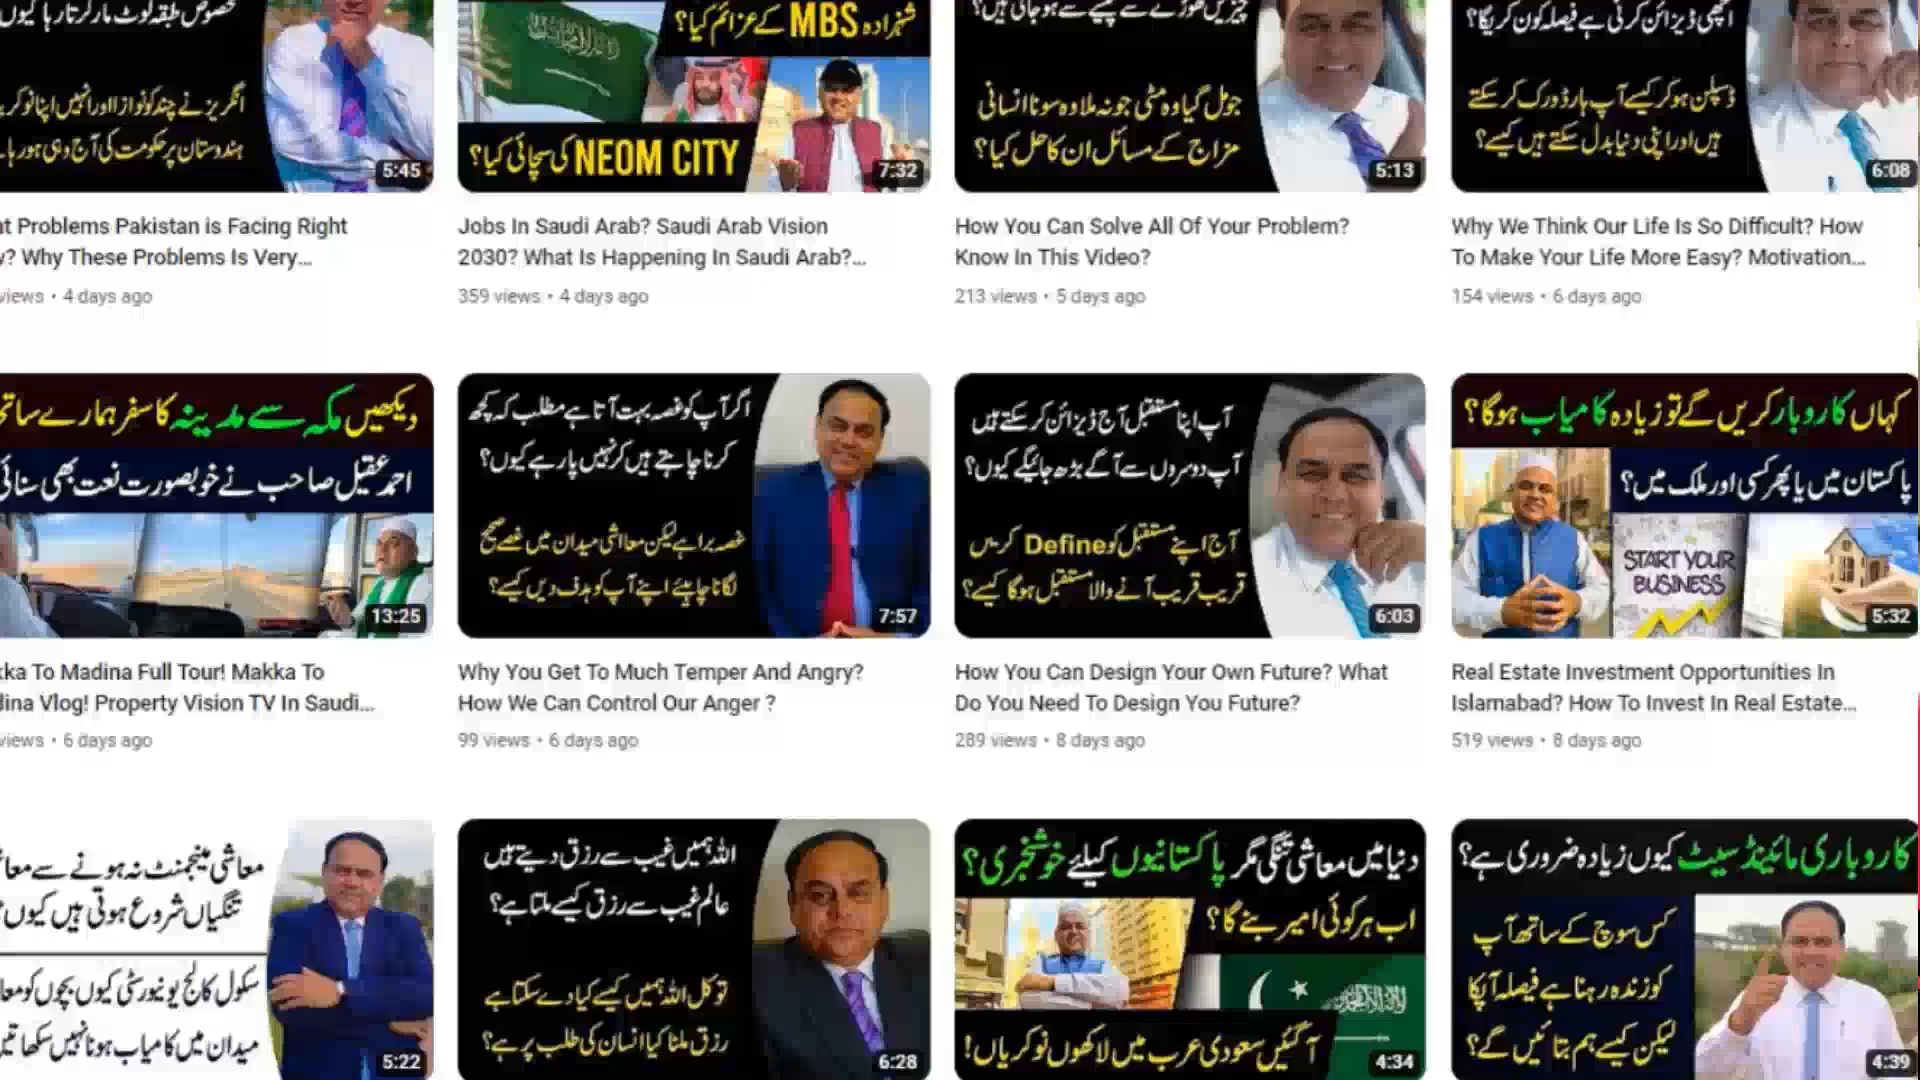 مخصوص طبقہ لوٹ مار کرتا رہا کیوں
انگریز نے چند کو نوازا اور انہیں اپنا نوکر
ہندوستان پر حکومت کی آج وہی ہو رہا
5:45
شہزادہ MBS کے عزائم کیا؟
NEOM CITY کی سچائی کیا؟
7:32
چیزیں تھوڑے سے پیسے سے ہو جاتی ہیں؟
جو مل گیا وہ مٹی جو نہ ملا وہ سونا انسانی
مزاج کے مسائل ان کا حل کیا؟
5:13
اچھی ڈیزائن کرنی ہے فیصلہ کون کریگا؟
ڈسپلن ہو کر کیسے آپ ہارڈ ورک کر سکتے
ہیں اور اپنی دنیا بدل سکتے ہیں کیسے؟
6:08
t Problems Pakistan is Facing Right
? Why These Problems Is Very...
views • 4 days ago
Jobs In Saudi Arab? Saudi Arab Vision
2030? What Is Happening In Saudi Arab?...
359 views • 4 days ago
How You Can Solve All Of Your Problem?
Know In This Video?
213 views • 5 days ago
Why We Think Our Life Is So Difficult? How
To Make Your Life More Easy? Motivation...
154 views • 6 days ago
دیکھیں مکہ سے مدینہ کا سفر ہمارے ساتھ
احمد عقیل صاحب نے خوبصورت نعت بھی سنائی
13:25
اگر آپ کو غصہ بہت آتا ہے مطلب کہ کچھ
کرنا چاہتے ہیں کر نہیں پا رہے کیوں؟
غصہ برا ہے لیکن معاشی میدان میں غصے صحیح
لگانا چاہیئے اپنے آپ کو ہدف دیں کیسے؟
7:57
آپ اپنا مستقبل آج ڈیزائن کر سکتے ہیں
آپ دوسروں سے آگے بڑھ جائیگے کیوں؟
آج اپنے مستقبل کو Define کریں
قریب قریب آنے والا مستقبل ہوگا کیسے؟
6:03
کہاں کاروبار کریں گے تو زیادہ کامیاب ہوگا؟
پاکستان میں یا پھر کسی اور ملک میں؟
START YOUR
BUSINESS
5:32
ka To Madina Full Tour! Makka To
dina Vlog! Property Vision TV In Saudi...
views • 6 days ago
Why You Get To Much Temper And Angry?
How We Can Control Our Anger ?
99 views • 6 days ago
How You Can Design Your Own Future? What
Do You Need To Design You Future?
289 views • 8 days ago
Real Estate Investment Opportunities In
Islamabad? How To Invest In Real Estate...
519 views • 8 days ago
معاشی مینجمنٹ نہ ہونے سے معا
تنگیاں شروع ہوتی ہیں کیوں؟
سکول کالج یونیورسٹی کیوں بچوں کو معا
میدان میں کامیاب ہونا نہیں سکھاتیں
5:22
اللہ ہمیں غیب سے رزق دیتے ہیں
عالم غیب سے رزق کیسے ملتا ہے؟
توکل اللہ ہمیں کیسے کیا دے سکتا ہے
رزق ملنا کیا انسان کی طلب پر ہے؟
6:28
دنیا میں معاشی تنگی مگر پاکستانیوں کیلئے خوشخبری؟
اب ہر کوئی امیر بنے گا؟
آ گئیں سعودی عرب میں لاکھوں نوکریاں!
4:34
کاروباری مائینڈ سیٹ کیوں زیادہ ضروری ہے؟
کس سوچ کے ساتھ آپ
کو زندہ رہنا ہے فیصلہ آپکا
لیکن کیسے ہم بتائیں گے؟
4:39